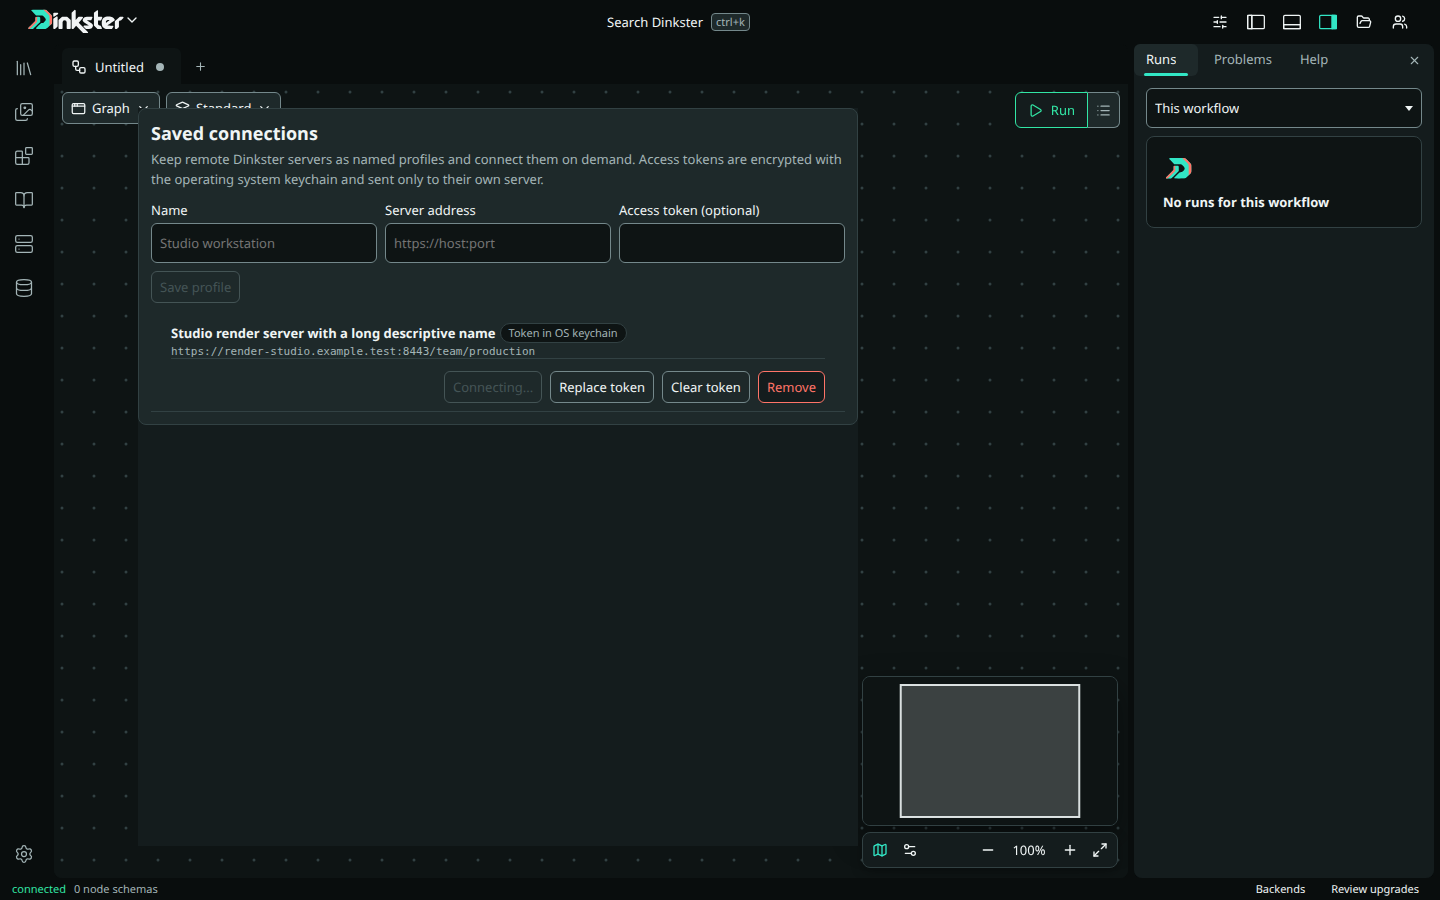 Dinkster
Search Dinkster ctrl+k
Untitled
Graph Standard
Run
Saved connections
Keep remote Dinkster servers as named profiles and connect them on demand. Access tokens are encrypted with
the operating system keychain and sent only to their own server.
Name Server address Access token (optional)
Studio workstation https://host:port
Save profile
Studio render server with a long descriptive name Token in OS keychain
https://render-studio.example.test:8443/team/production
Connecting... Replace token Clear token Remove
Runs Problems Help
This workflow
No runs for this workflow
100%
connected 0 node schemas
Backends Review upgrades